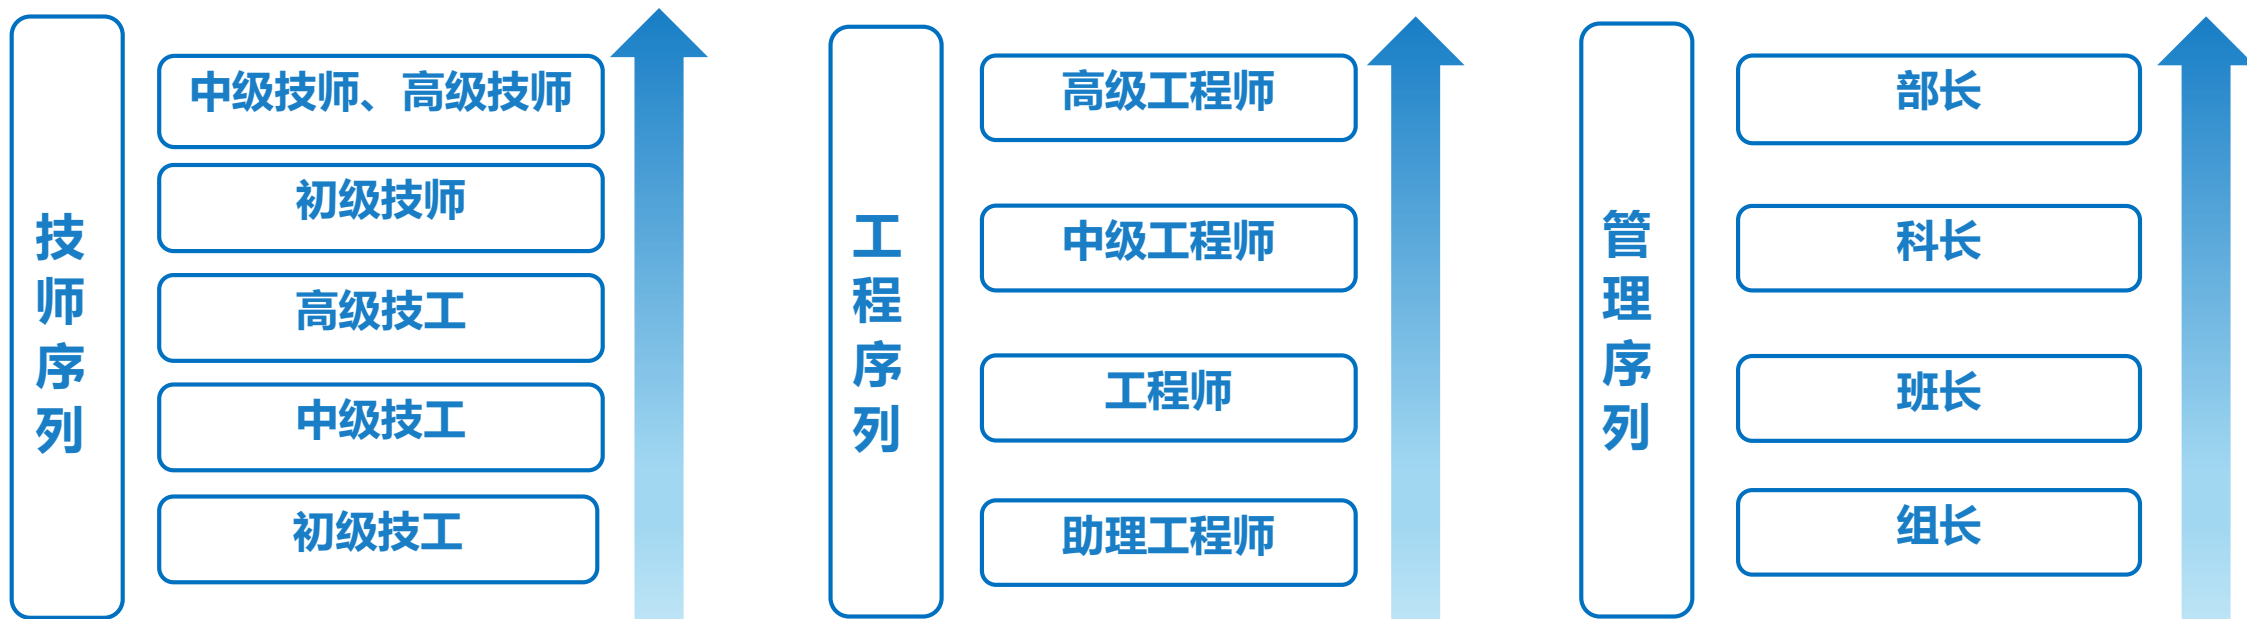 技师序列
中级技师、高级技师
初级技师
高级技工
中级技工
初级技工
工程序列
高级工程师
中级工程师
工程师
助理工程师
管理序列
部长
科长
班长
组长